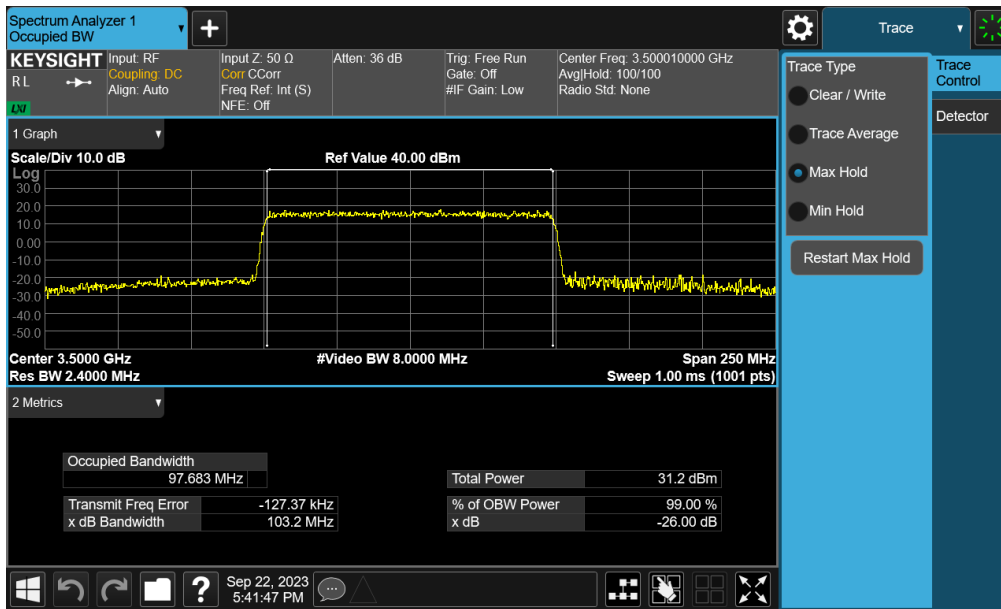 Spectrum Analyzer 1
Occupied BW
Trace
KEYSIGHT
R L
LXI
Input: RF
Coupling: DC
Align: Auto
Input Z: 50 Ω
Corr CCorr
Freq Ref: Int (S)
NFE: Off
Atten: 36 dB
Trig: Free Run
Gate: Off
#IF Gain: Low
Center Freq: 3.500010000 GHz
Avg|Hold: 100/100
Radio Std: None
Trace Type
Clear / Write
Trace Average
Max Hold
Min Hold
Restart Max Hold
Trace
Control
Detector
1 Graph
Scale/Div 10.0 dB
Ref Value 40.00 dBm
Log
30.0
20.0
10.0
0.00
-10.0
-20.0
-30.0
-40.0
-50.0
Center 3.5000 GHz
#Video BW 8.0000 MHz
Span 250 MHz
Res BW 2.4000 MHz
Sweep 1.00 ms (1001 pts)
2 Metrics
Occupied Bandwidth
97.683 MHz
Total Power 31.2 dBm
Transmit Freq Error -127.37 kHz
% of OBW Power 99.00 %
x dB Bandwidth 103.2 MHz
x dB -26.00 dB
?
Sep 22, 2023
5:41:47 PM